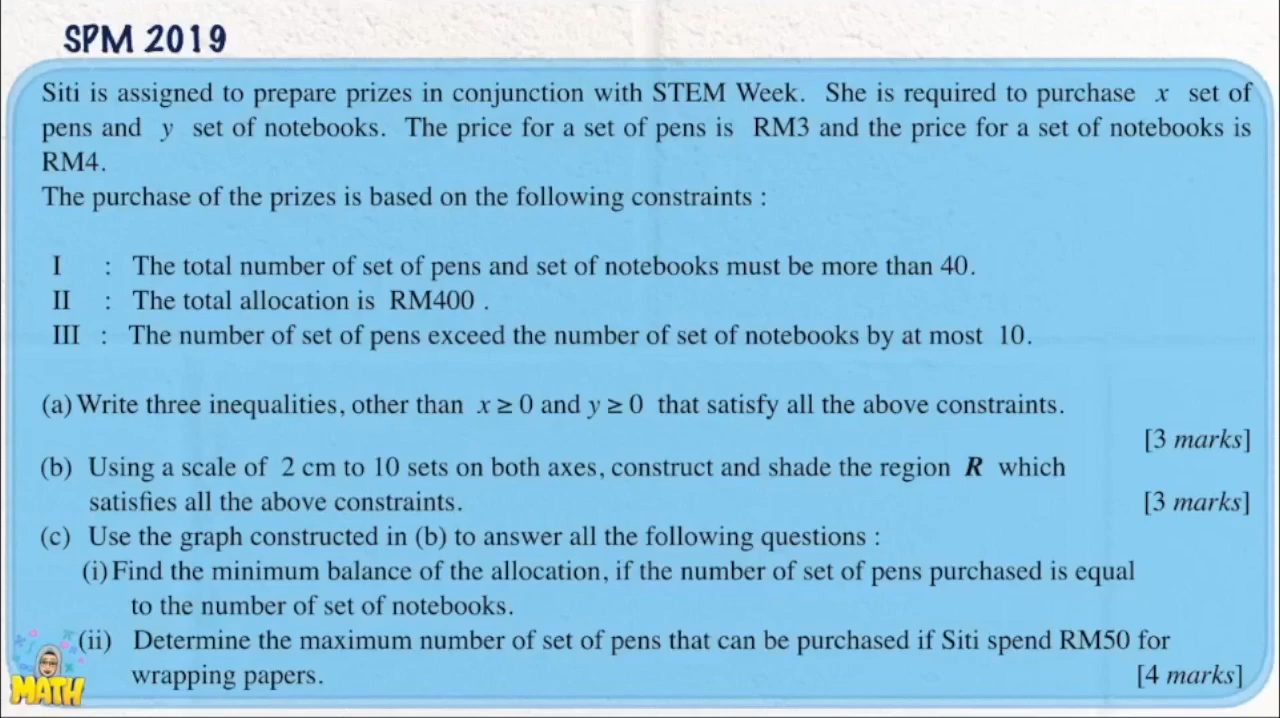 SPM 2019
Siti is assigned to prepare prizes in conjunction with STEM Week. She is required to purchase x set of
pens and y set of notebooks. The price for a set of pens is RM3 and the price for a set of notebooks is
RM4.
The purchase of the prizes is based on the following constraints :
I : The total number of set of pens and set of notebooks must be more than 40.
II : The total allocation is RM400 .
III : The number of set of pens exceed the number of set of notebooks by at most 10.
(a) Write three inequalities, other than x ≥ 0 and y ≥ 0 that satisfy all the above constraints.
[3 marks]
(b) Using a scale of 2 cm to 10 sets on both axes, construct and shade the region R which
satisfies all the above constraints. [3 marks]
(c) Use the graph constructed in (b) to answer all the following questions :
(i) Find the minimum balance of the allocation, if the number of set of pens purchased is equal
to the number of set of notebooks.
(ii) Determine the maximum number of set of pens that can be purchased if Siti spend RM50 for
wrapping papers. [4 marks]
MATH